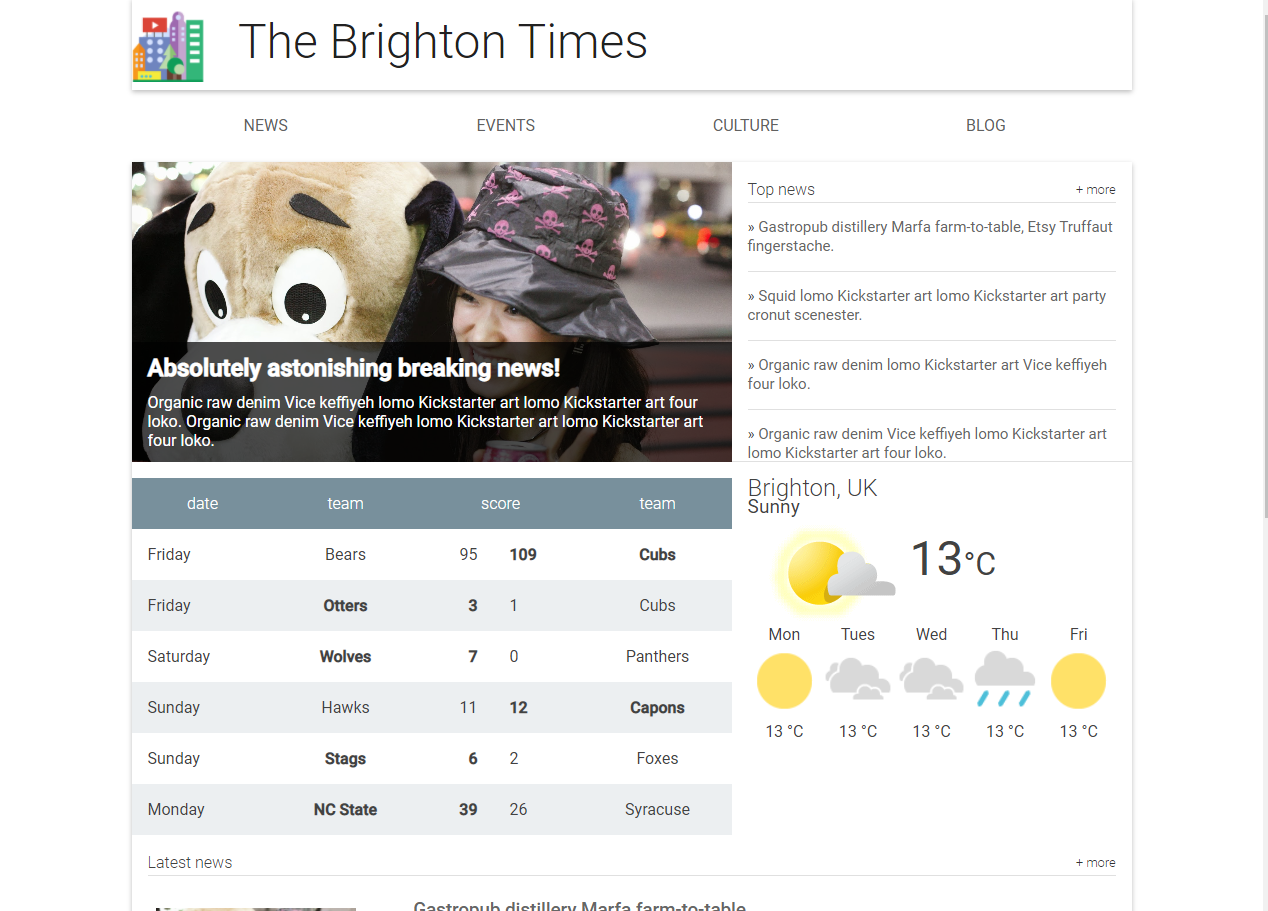 The Brighton Times
NEWS EVENTS CULTURE BLOG
Absolutely astonishing breaking news!
Organic raw denim Vice keffiyeh lomo Kickstarter art lomo Kickstarter art four
loko. Organic raw denim Vice keffiyeh lomo Kickstarter art lomo Kickstarter art
four loko.
Top news + more
» Gastropub distillery Marfa farm-to-table, Etsy Truffaut
fingerstache.
» Squid lomo Kickstarter art lomo Kickstarter art party
cronut scenester.
» Organic raw denim lomo Kickstarter art Vice keffiyeh
four loko.
» Organic raw denim Vice keffiyeh lomo Kickstarter art
lomo Kickstarter art four loko.
date team score team
Friday Bears 95 109 Cubs
Friday Otters 3 1 Cubs
Saturday Wolves 7 0 Panthers
Sunday Hawks 11 12 Capons
Sunday Stags 6 2 Foxes
Monday NC State 39 26 Syracuse
Brighton, UK
Sunny
13°C
Mon Tues Wed Thu Fri
13 °C 13 °C 13 °C 13 °C 13 °C
Latest news + more
Gastropub distillery Marfa farm-to-table